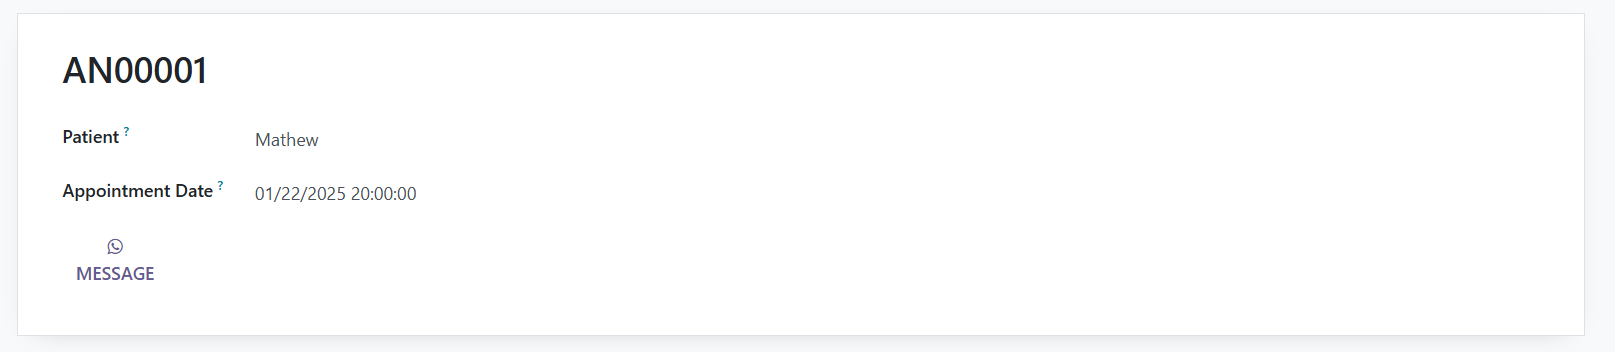 AN00001
Patient ? Mathew
Appointment Date ? 01/22/2025 20:00:00
MESSAGE